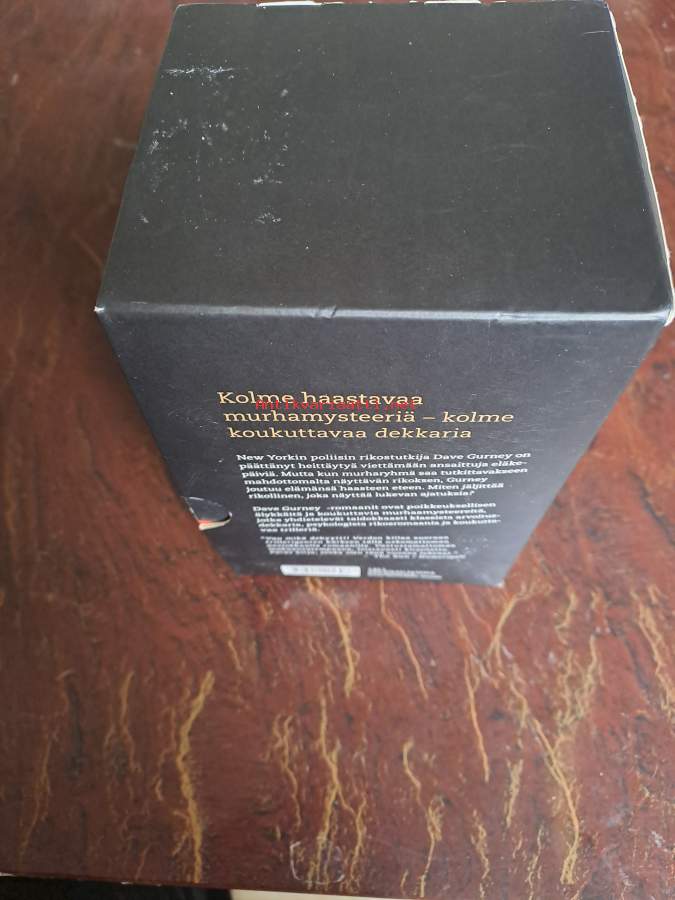 Kolme haastavaa
Antikvariaatti.net
murhamysteeriä – kolme
koukuttavaa dekkaria
New Yorkin poliisin rikostutkija Dave Gurney on
päättänyt heittäytyä viettämään ansaittuja eläke-
päiviä. Mutta kun murharyhmä saa tutkittavakseen
mahdottomalta näyttävän rikoksen, Gurney
joutuu elämänsä haasteen eteen. Miten jäljittää
rikollinen, joka näyttää lukevan ajatuksia?
Dave Gurney -romaanit ovat poikkeuksellisen
älykkäitä ja koukuttavia murhamysteereitä,
jotka yhdistelevät taidokkaasti klassista arvoitus-
dekkaria, psykologista rikosromaania ja koukutta-
vaa trilleriä.